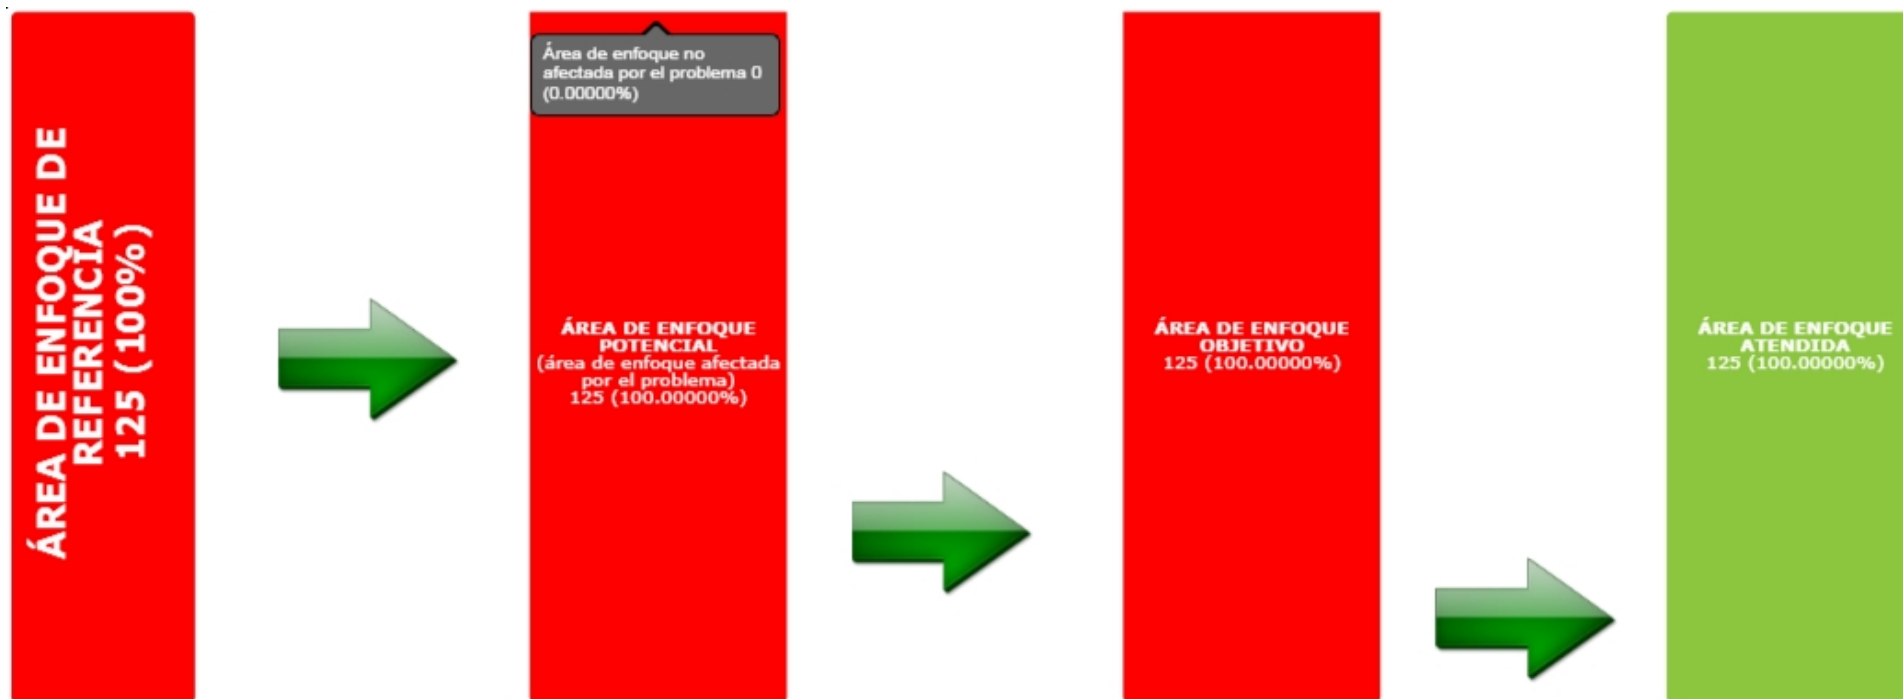 ÁREA DE ENFOQUE DE
REFERENCIA
125 (100%)
Área de enfoque no
afectada por el problema 0
(0.00000%)
ÁREA DE ENFOQUE
POTENCIAL
(área de enfoque afectada
por el problema)
125 (100.00000%)
ÁREA DE ENFOQUE
OBJETIVO
125 (100.00000%)
ÁREA DE ENFOQUE
ATENDIDA
125 (100.00000%)